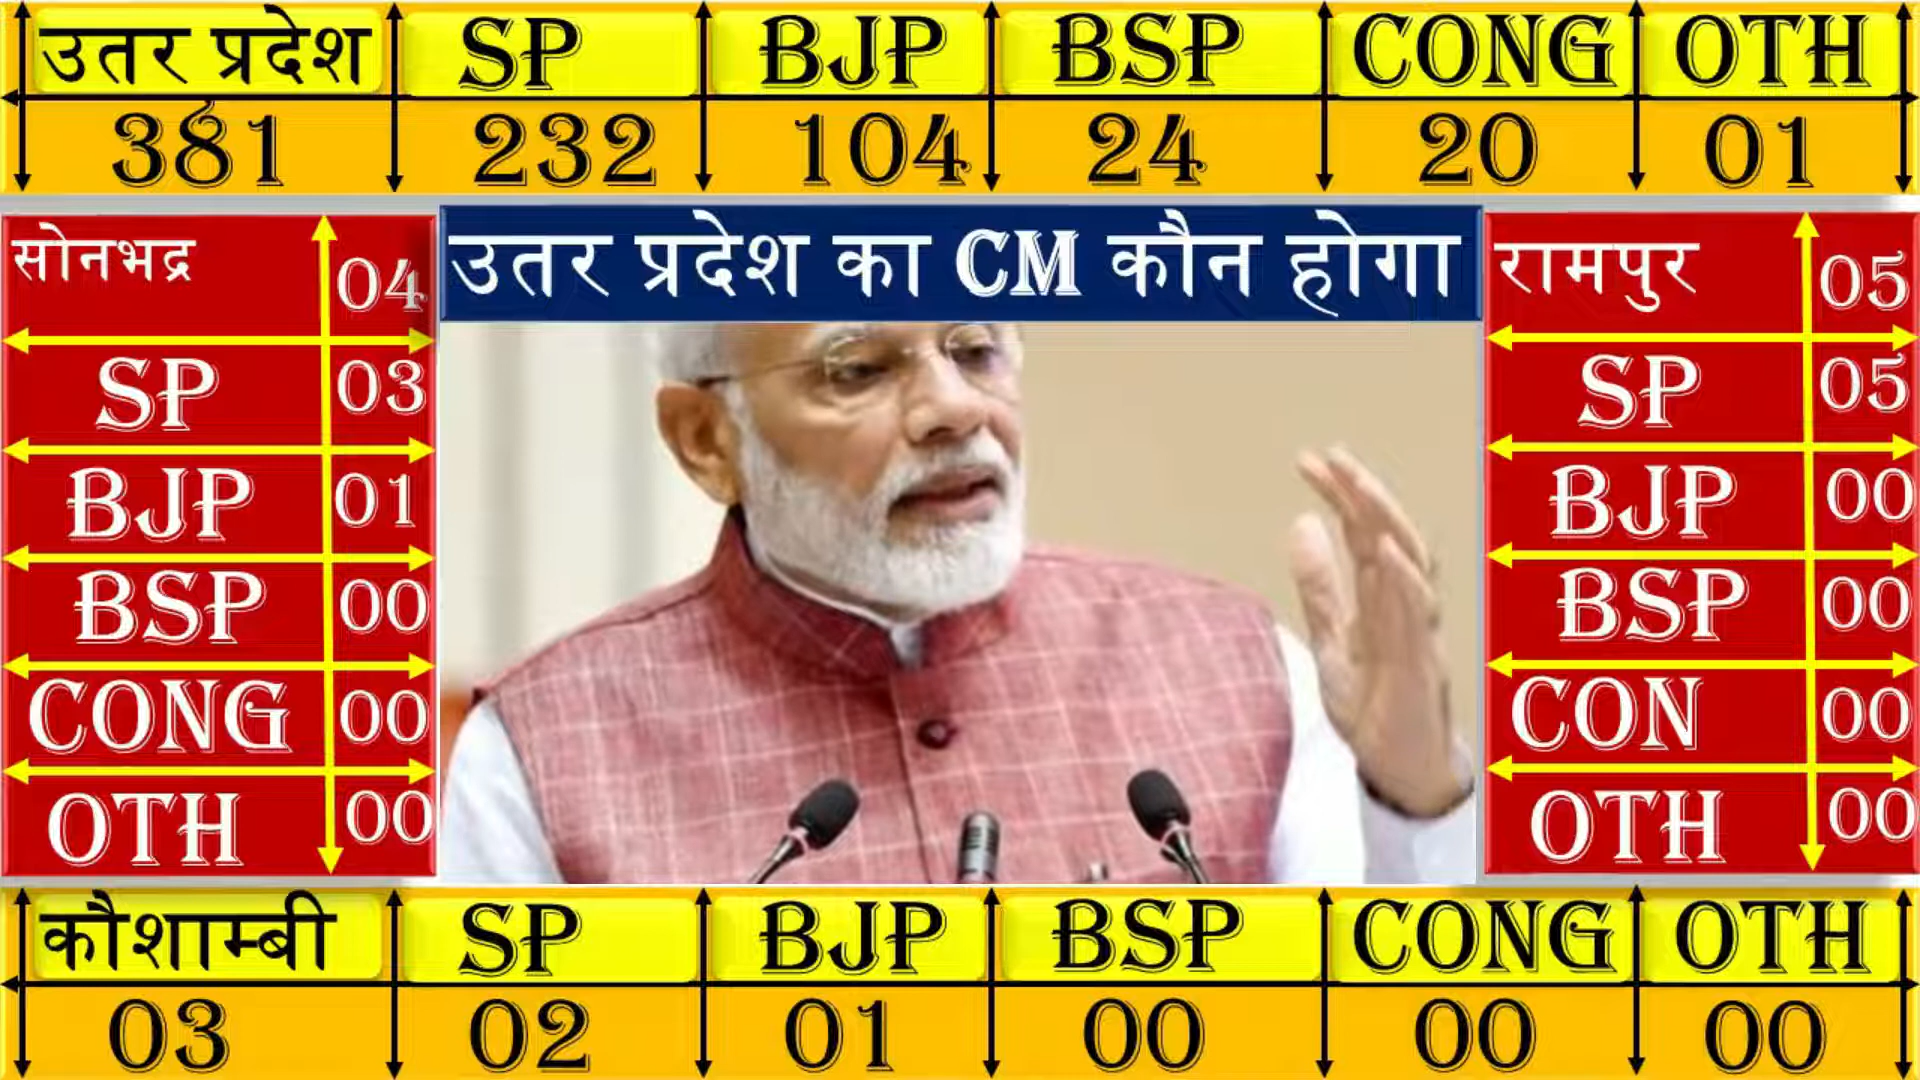 उतर प्रदेश SP BJP BSP CONG OTH
381 232 104 24 20 01
उतर प्रदेश का CM कौन होगा
सोनभद्र 04
SP 03
BJP 01
BSP 00
CONG 00
OTH 00
रामपुर 05
SP 05
BJP 00
BSP 00
CON 00
OTH 00
कौशाम्बी SP BJP BSP CONG OTH
03 02 01 00 00 00